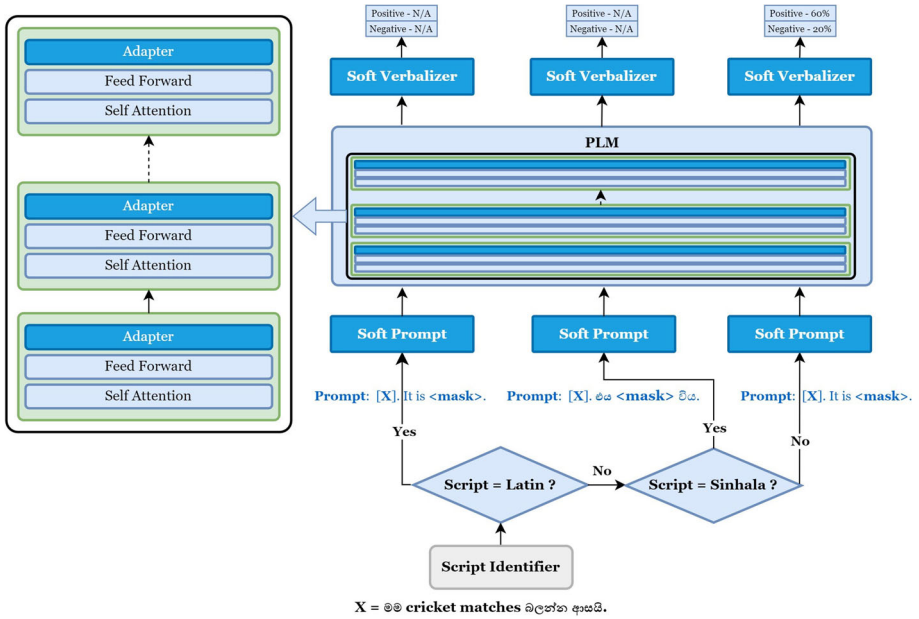 Positive - N/A
Negative - N/A
Positive - N/A
Negative - N/A
Positive - 60%
Negative - 20%
Soft Verbalizer
Soft Verbalizer
Soft Verbalizer
PLM
Adapter
Feed Forward
Self Attention
Adapter
Feed Forward
Self Attention
Adapter
Feed Forward
Self Attention
Soft Prompt
Soft Prompt
Soft Prompt
Prompt: [X]. It is <mask>.
Prompt: [X]. එය <mask> විය.
Prompt: [X]. It is <mask>.
Yes
Yes
No
Script = Latin ?
No
Script = Sinhala ?
Script Identifier
X = මම cricket matches බලන්න ආසයි.